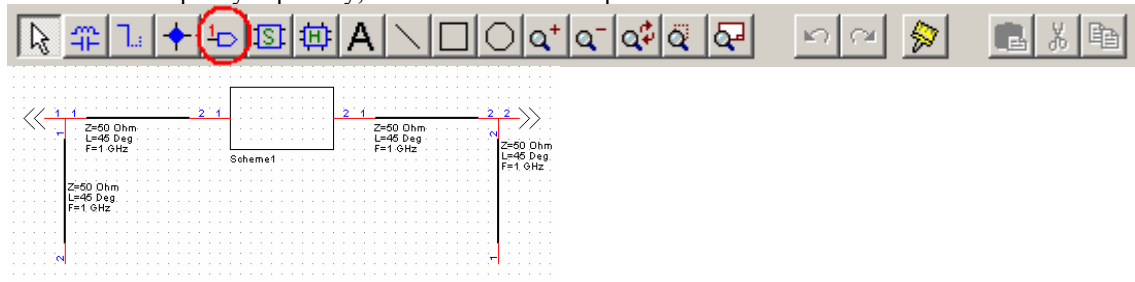 1 S H A
1 1 2 1 2 1 2 2
1 2
Z=50 Ohm
L=45 Deg
F=1 GHz
Z=50 Ohm
L=45 Deg
F=1 GHz
Z=50 Ohm
L=45 Deg
F=1 GHz
Scheme1
Z=50 Ohm
L=45 Deg
F=1 GHz
2 1